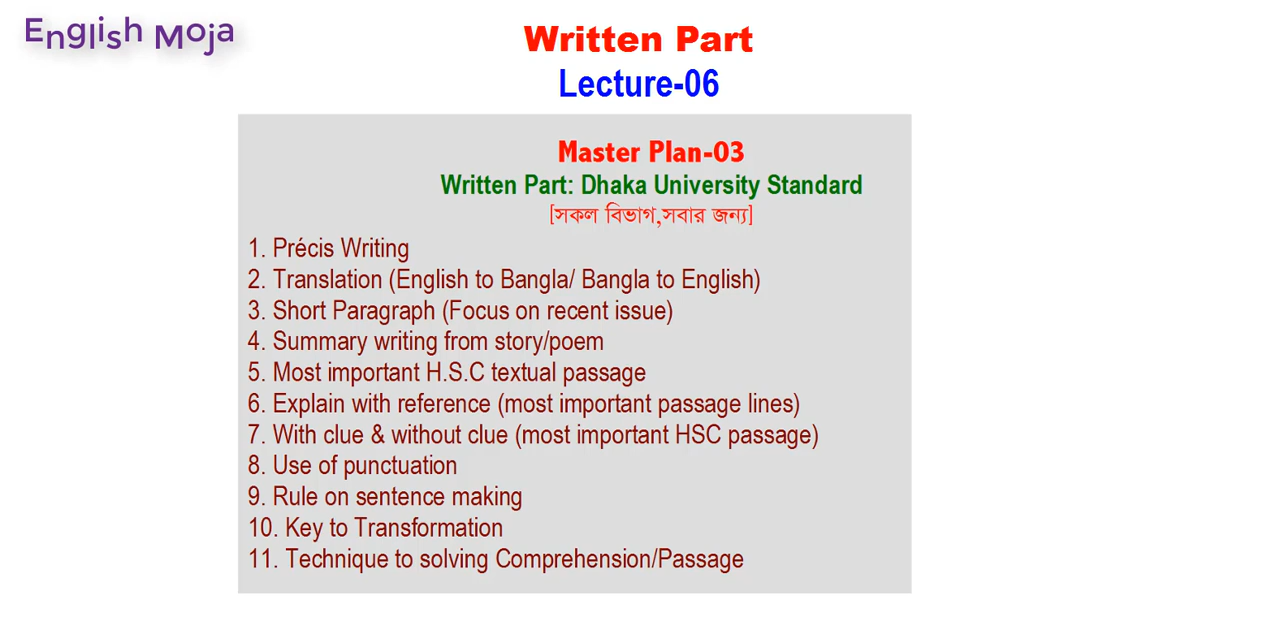 English Moja
Written Part
Lecture-06
Master Plan-03
Written Part: Dhaka University Standard
[সকল বিভাগ,সবার জন্য]
1. Précis Writing
2. Translation (English to Bangla/ Bangla to English)
3. Short Paragraph (Focus on recent issue)
4. Summary writing from story/poem
5. Most important H.S.C textual passage
6. Explain with reference (most important passage lines)
7. With clue & without clue (most important HSC passage)
8. Use of punctuation
9. Rule on sentence making
10. Key to Transformation
11. Technique to solving Comprehension/Passage